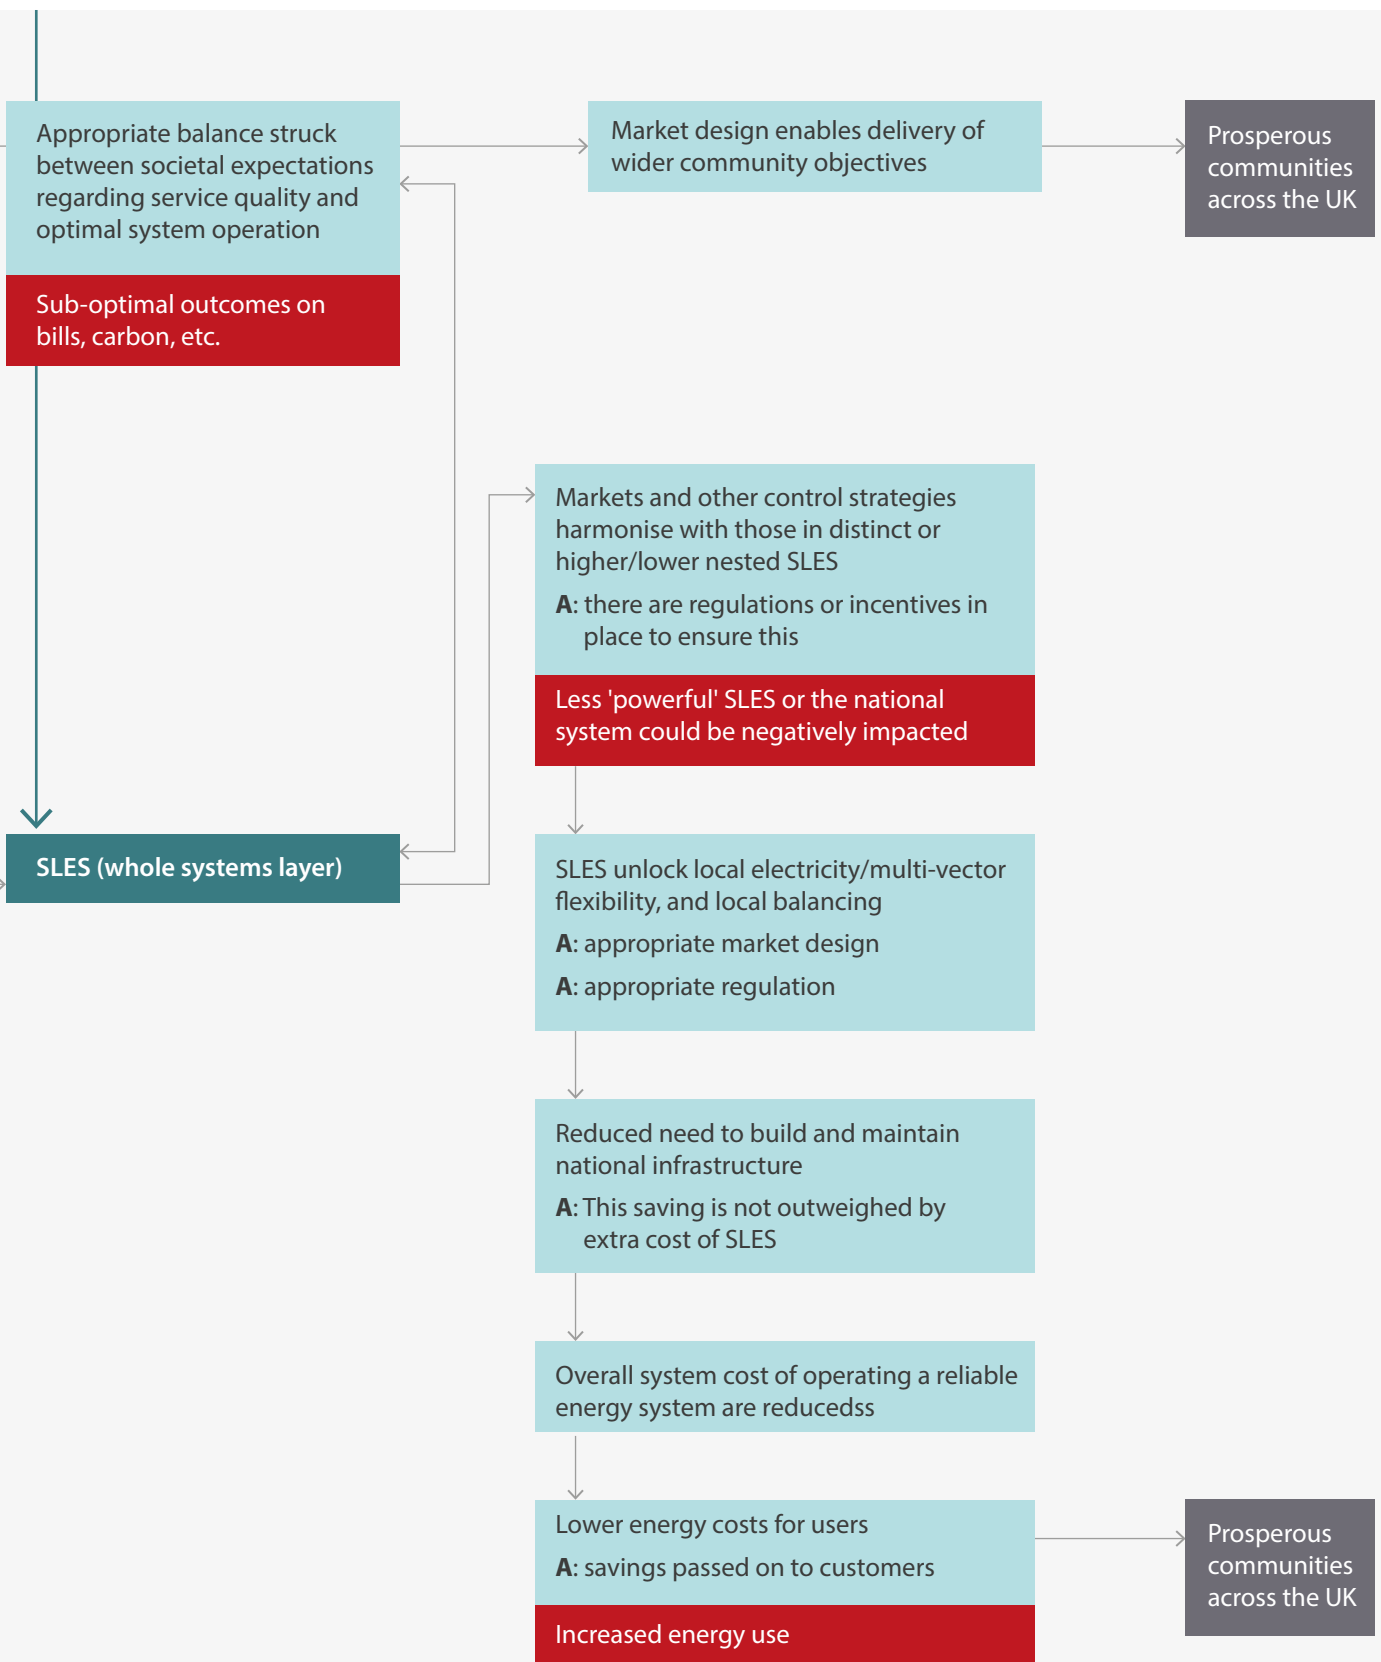 Appropriate balance struck
between societal expectations
regarding service quality and
optimal system operation
Sub-optimal outcomes on
bills, carbon, etc.
Market design enables delivery of
wider community objectives
Prosperous
communities
across the UK
SLES (whole systems layer)
Markets and other control strategies
harmonise with those in distinct or
higher/lower nested SLES
A: there are regulations or incentives in
place to ensure this
Less 'powerful' SLES or the national
system could be negatively impacted
SLES unlock local electricity/multi-vector
flexibility, and local balancing
A: appropriate market design
A: appropriate regulation
Reduced need to build and maintain
national infrastructure
A: This saving is not outweighed by
extra cost of SLES
Overall system cost of operating a reliable
energy system are reducedss
Lower energy costs for users
A: savings passed on to customers
Increased energy use
Prosperous
communities
across the UK